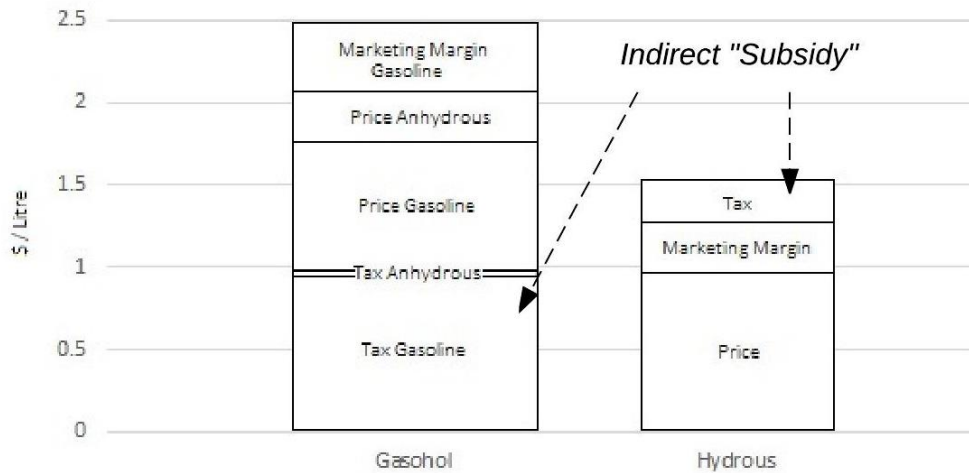 2.5
Marketing Margin
Gasoline
Indirect "Subsidy"
2
Price Anhydrous
1.5
Price Gasoline
Tax
$ / Litre
Marketing Margin
1
Tax Anhydrous
0.5
Tax Gasoline
Price
0
Gasohol
Hydrous